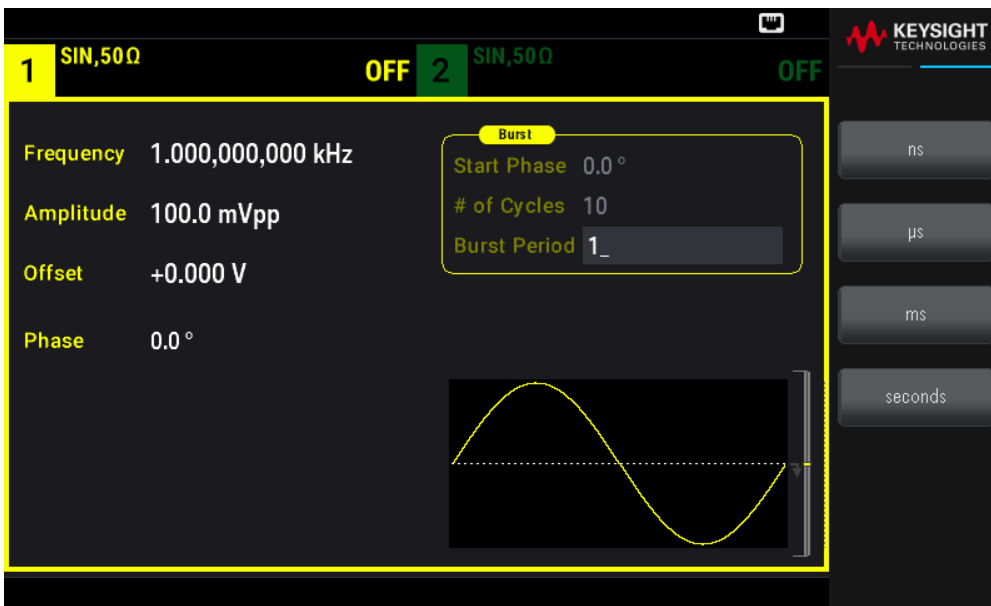 KEYSIGHT
TECHNOLOGIES
1 SIN,50Ω OFF 2 SIN,50Ω OFF
Burst
Frequency 1.000,000,000 kHz
Start Phase 0.0 °
Amplitude 100.0 mVpp
# of Cycles 10
Burst Period 1_
Offset +0.000 V
Phase 0.0 °
ns
µs
ms
seconds